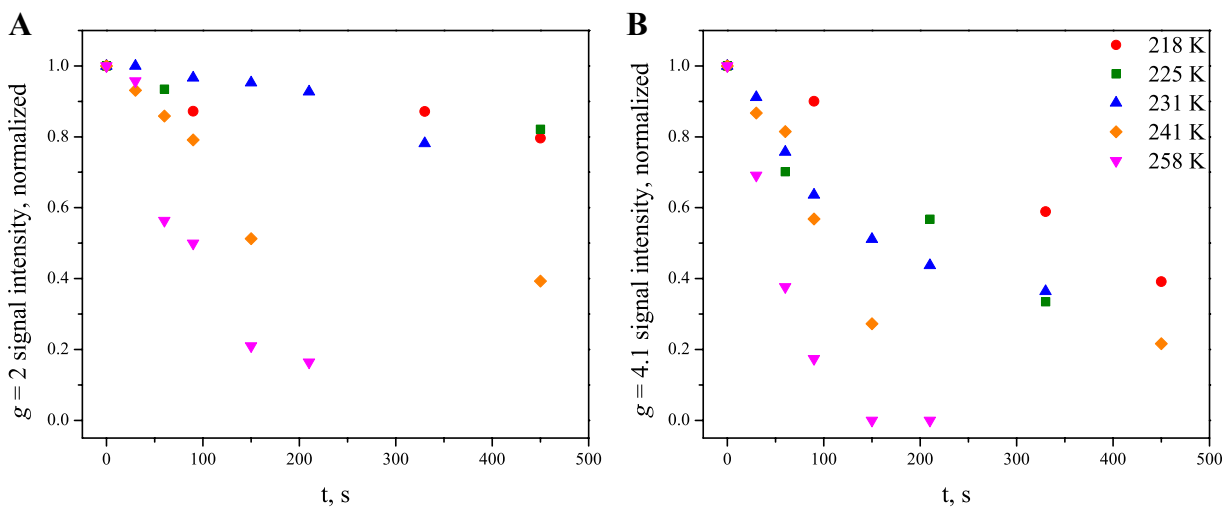 A
g = 2 signal intensity, normalized
1.0
0.8
0.6
0.4
0.2
0.0
0
100
200
300
400
500
t, s
B
g = 4.1 signal intensity, normalized
1.0
0.8
0.6
0.4
0.2
0.0
0
100
200
300
400
500
t, s
218 K
225 K
231 K
241 K
258 K